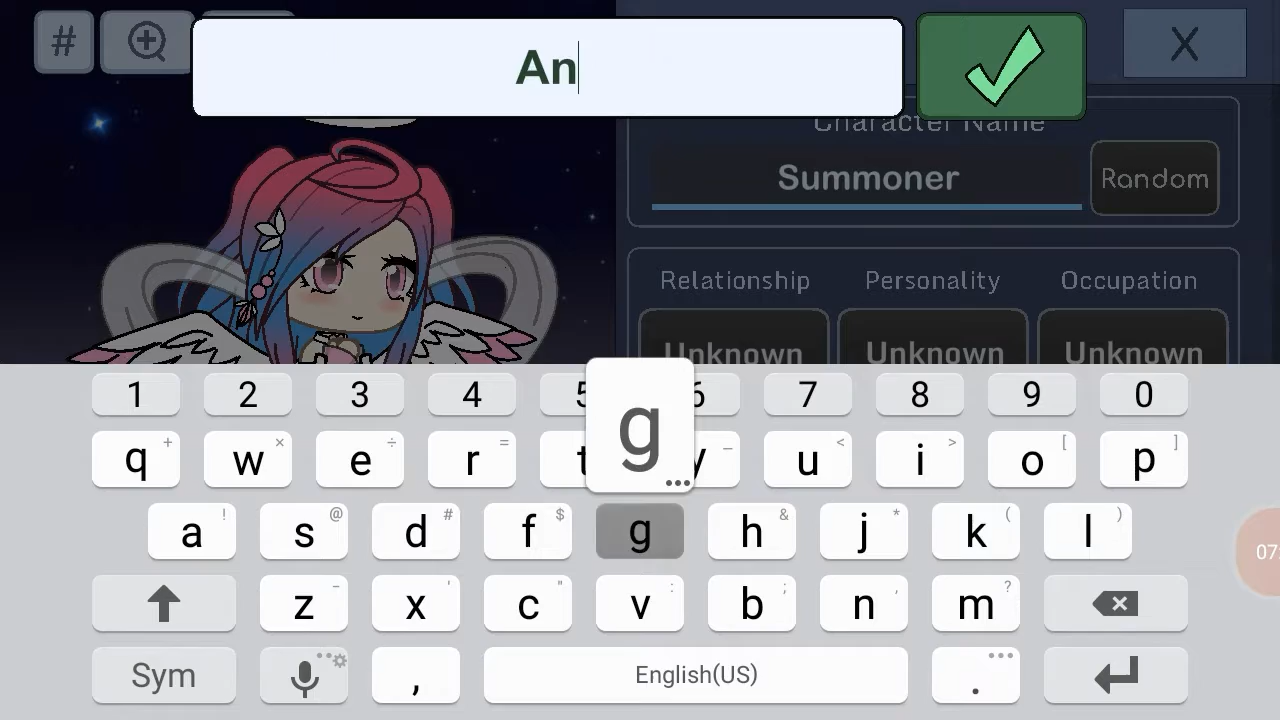 #
X
An
Character Name
Summoner
Random
Relationship Personality Occupation
Unknown Unknown Unknown
1 2 3 4 5 6 7 8 9 0
q + w × e ÷ r = t y – u < i > o [ p ]
g
...
a ! s @ d # f $ g h & j * k ( l )
z - x ' c " v : b ; n , m ?
Sym , English(US) .
07: